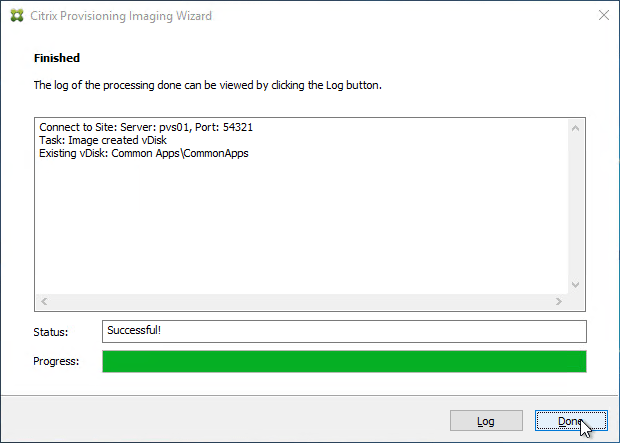 Citrix Provisioning Imaging Wizard
Finished
The log of the processing done can be viewed by clicking the Log button.
Connect to Site: Server: pvs01, Port: 54321
Task: Image created vDisk
Existing vDisk: Common Apps\CommonApps
Status:
Successful!
Progress:
Log
Done